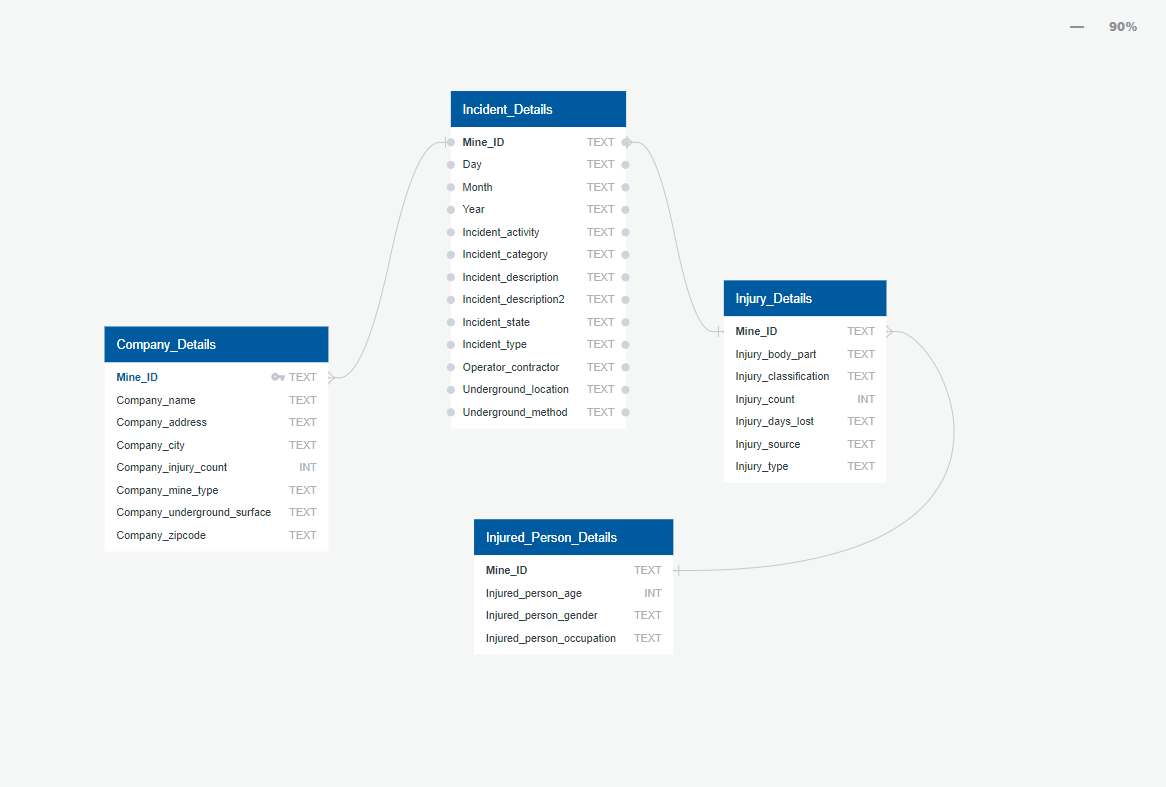 90%
Incident_Details
Mine_ID TEXT
Day TEXT
Month TEXT
Year TEXT
Incident_activity TEXT
Incident_category TEXT
Incident_description TEXT
Incident_description2 TEXT
Incident_state TEXT
Incident_type TEXT
Operator_contractor TEXT
Underground_location TEXT
Underground_method TEXT
Injury_Details
Mine_ID TEXT
Injury_body_part TEXT
Injury_classification TEXT
Injury_count INT
Injury_days_lost TEXT
Injury_source TEXT
Injury_type TEXT
Company_Details
Mine_ID TEXT
Company_name TEXT
Company_address TEXT
Company_city TEXT
Company_injury_count INT
Company_mine_type TEXT
Company_underground_surface TEXT
Company_zipcode TEXT
Injured_Person_Details
Mine_ID TEXT
Injured_person_age INT
Injured_person_gender TEXT
Injured_person_occupation TEXT